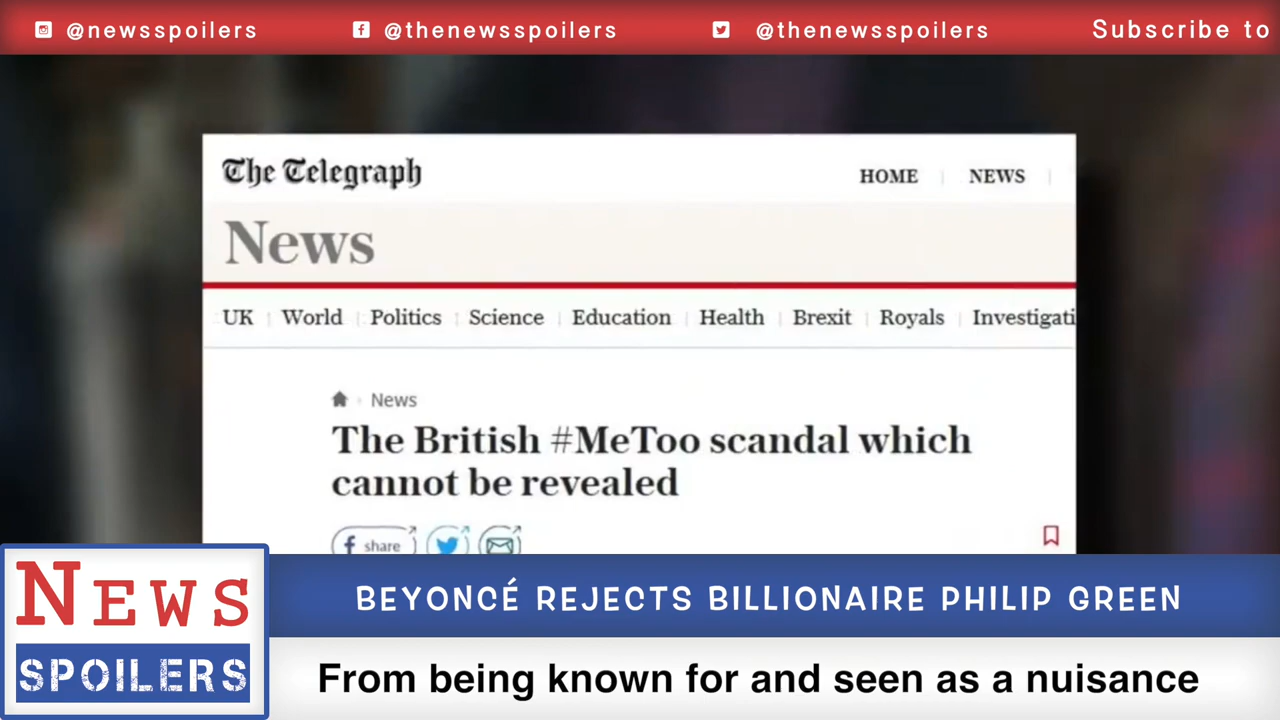 @newsspoilers @thenewsspoilers @thenewsspoilers Subscribe to
The Telegraph HOME NEWS
News
UK World Politics Science Education Health Brexit Royals Investigati
News
The British #MeToo scandal which
cannot be revealed
share
NEWS
SPOILERS
BEYONCÉ REJECTS BILLIONAIRE PHILIP GREEN
From being known for and seen as a nuisance